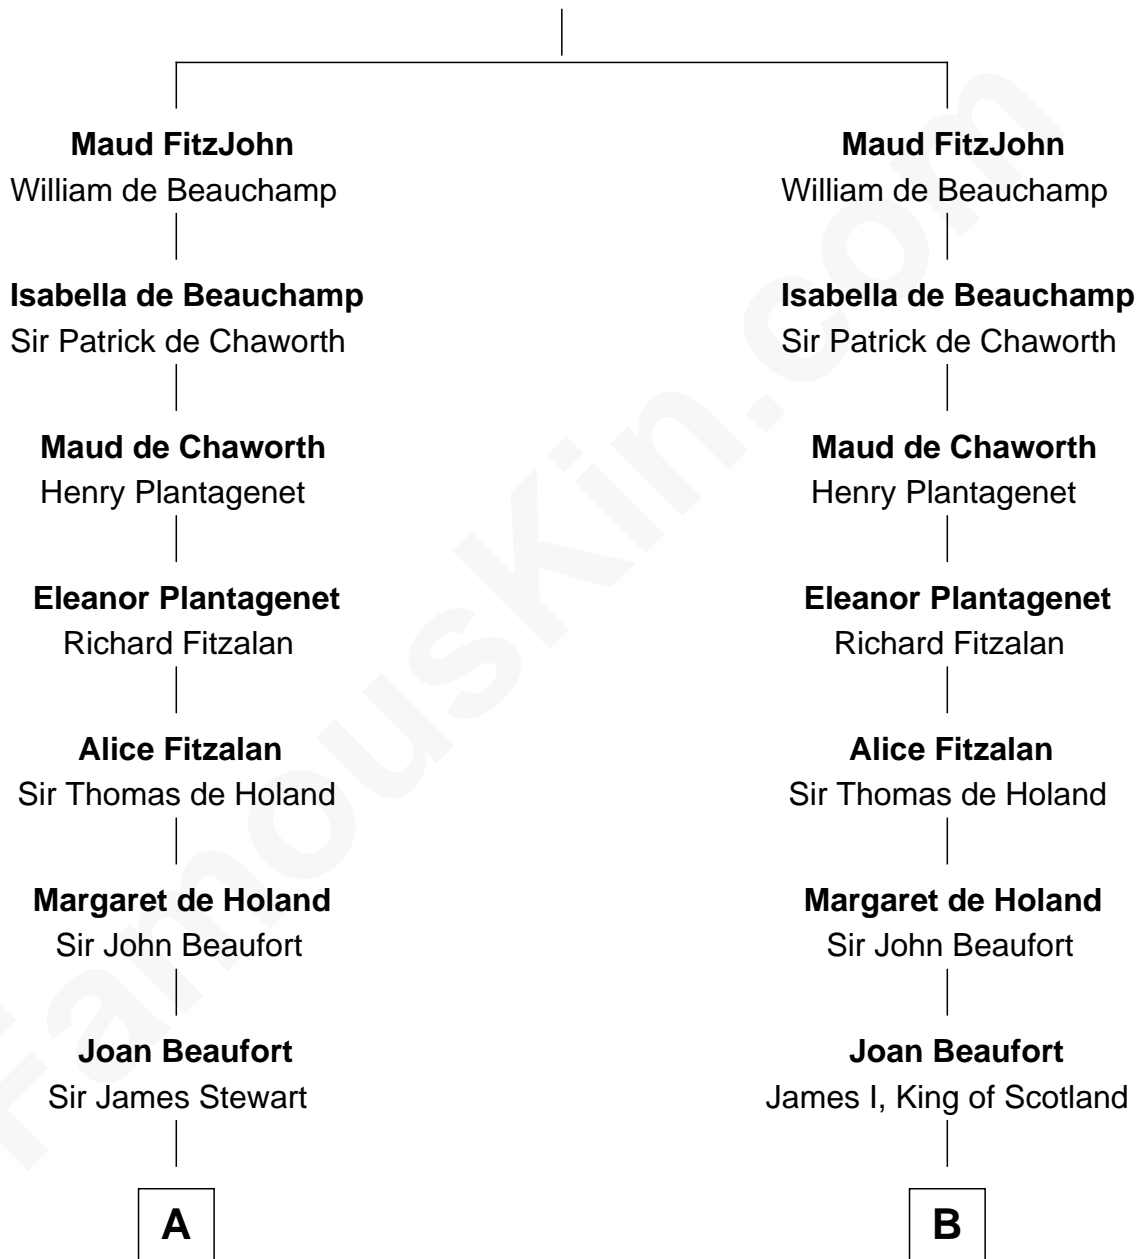 Maud FitzJohn
William de Beauchamp
Isabella de Beauchamp
Sir Patrick de Chaworth
Maud de Chaworth
Henry Plantagenet
Eleanor Plantagenet
Richard Fitzalan
Alice Fitzalan
Sir Thomas de Holand
Margaret de Holand
Sir John Beaufort
Joan Beaufort
Sir James Stewart
A
Maud FitzJohn
William de Beauchamp
Isabella de Beauchamp
Sir Patrick de Chaworth
Maud de Chaworth
Henry Plantagenet
Eleanor Plantagenet
Richard Fitzalan
Alice Fitzalan
Sir Thomas de Holand
Margaret de Holand
Sir John Beaufort
Joan Beaufort
James I, King of Scotland
B
FamousKin.com